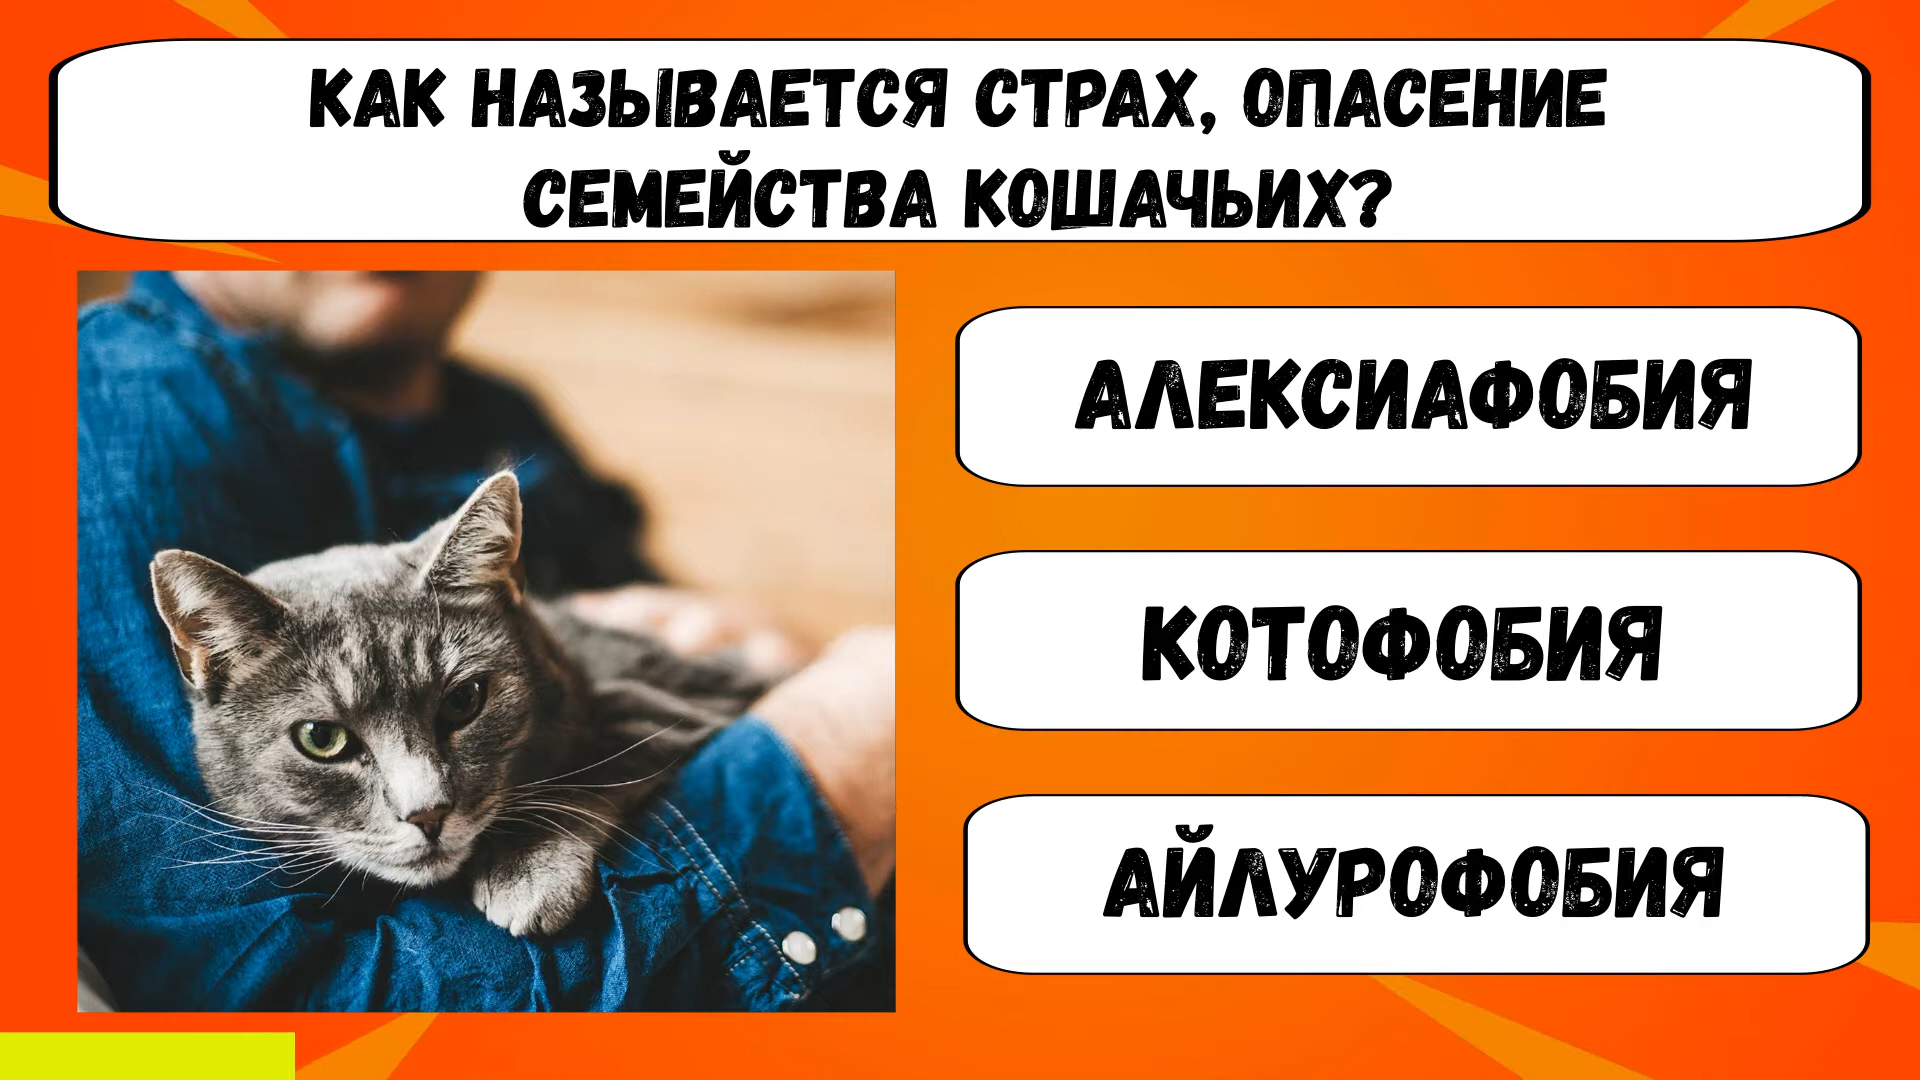 КАК НАЗЫВАЕТСЯ СТРАХ, ОПАСЕНИЕ
СЕМЕЙСТВА КОШАЧЬИХ?
АЛЕКСИАФОБИЯ
КОТОФОБИЯ
АЙЛУРОФОБИЯ